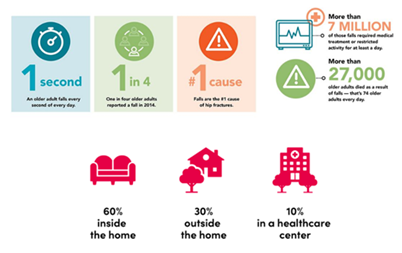 1 second
An older adult falls every
second of every day.
1 in 4
One in four older adults
reported a fall in 2014.
#1 cause
Falls are the #1 cause
of hip fractures.
More than
7 MILLION
of those falls required medical
treatment or restricted
activity for at least a day.
More than
27,000
older adults died as a result
of falls — that's 74 older
adults every day.
60%
inside
the home
30%
outside
the home
10%
in a healthcare
center